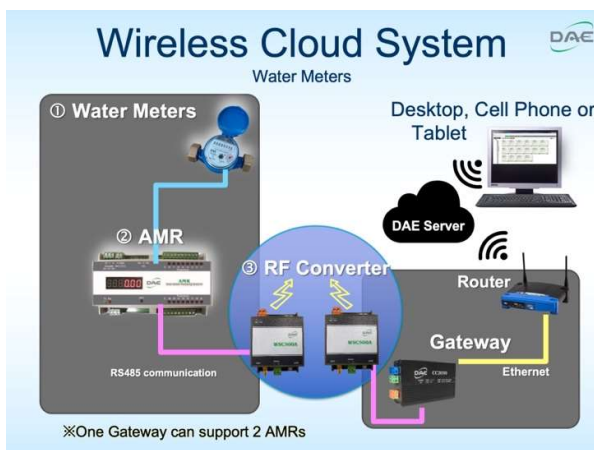 Wireless Cloud System
DAE
Water Meters
① Water Meters
Desktop, Cell Phone or
Tablet
DAE Server
② AMR
③ RF Converter
Router
Gateway
RS485 communication
Ethernet
※One Gateway can support 2 AMRs